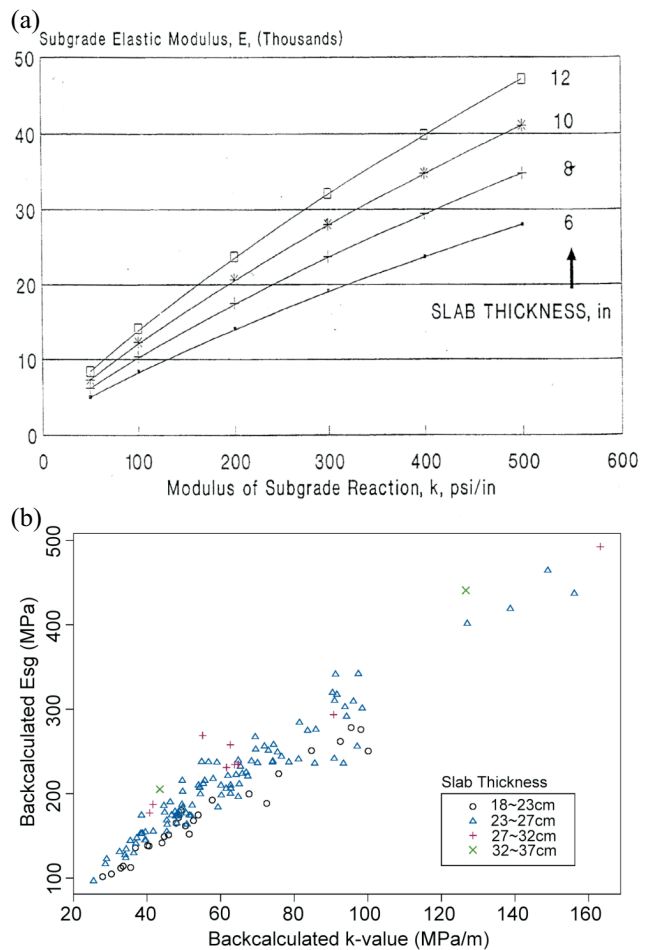 (a)
Subgrade Elastic Modulus, E, (Thousands)
50
40
30
20
10
0
12
10
8
6
SLAB THICKNESS, in
0 100 200 300 400 500 600
Modulus of Subgrade Reaction, k, psi/in
(b)
Backcalculated Esg (MPa)
500
400
300
200
100
Slab Thickness
18~23cm
23~27cm
27~32cm
32~37cm
20 40 60 80 100 120 140 160
Backcalculated k-value (MPa/m)